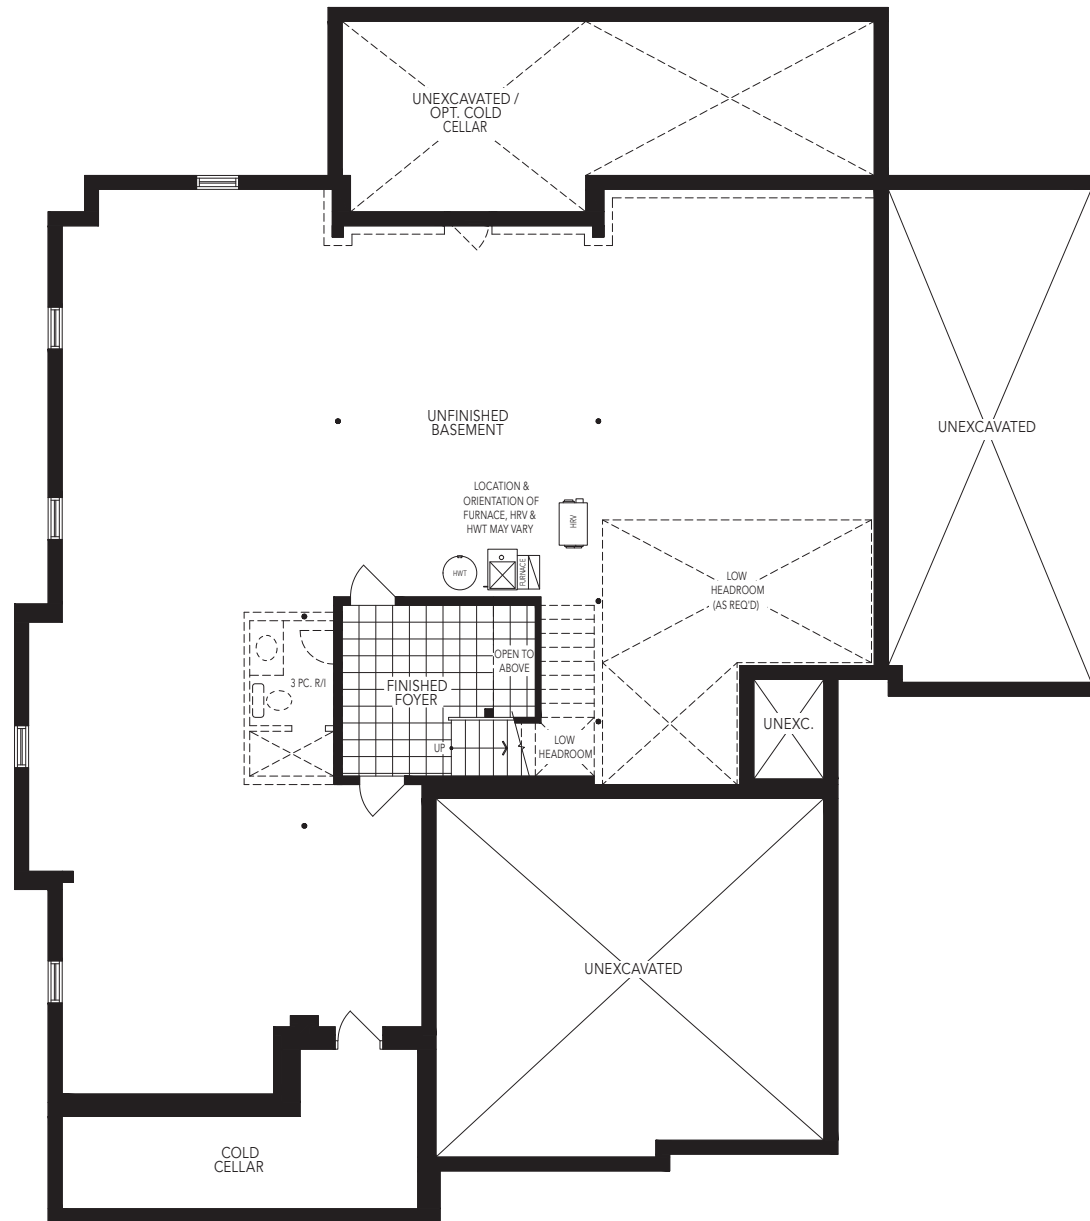 UNEXCAVATED /
OPT. COLD
CELLAR
UNFINISHED
BASEMENT
UNEXCAVATED
LOCATION &
ORIENTATION OF
FURNACE, HRV &
HWT MAY VARY
HRV
HWT
FURNACE
LOW
HEADROOM
(AS REQ'D)
OPEN TO
ABOVE
3 PC. R/I
FINISHED
FOYER
UP
LOW
HEADROOM
UNEXC.
UNEXCAVATED
COLD
CELLAR